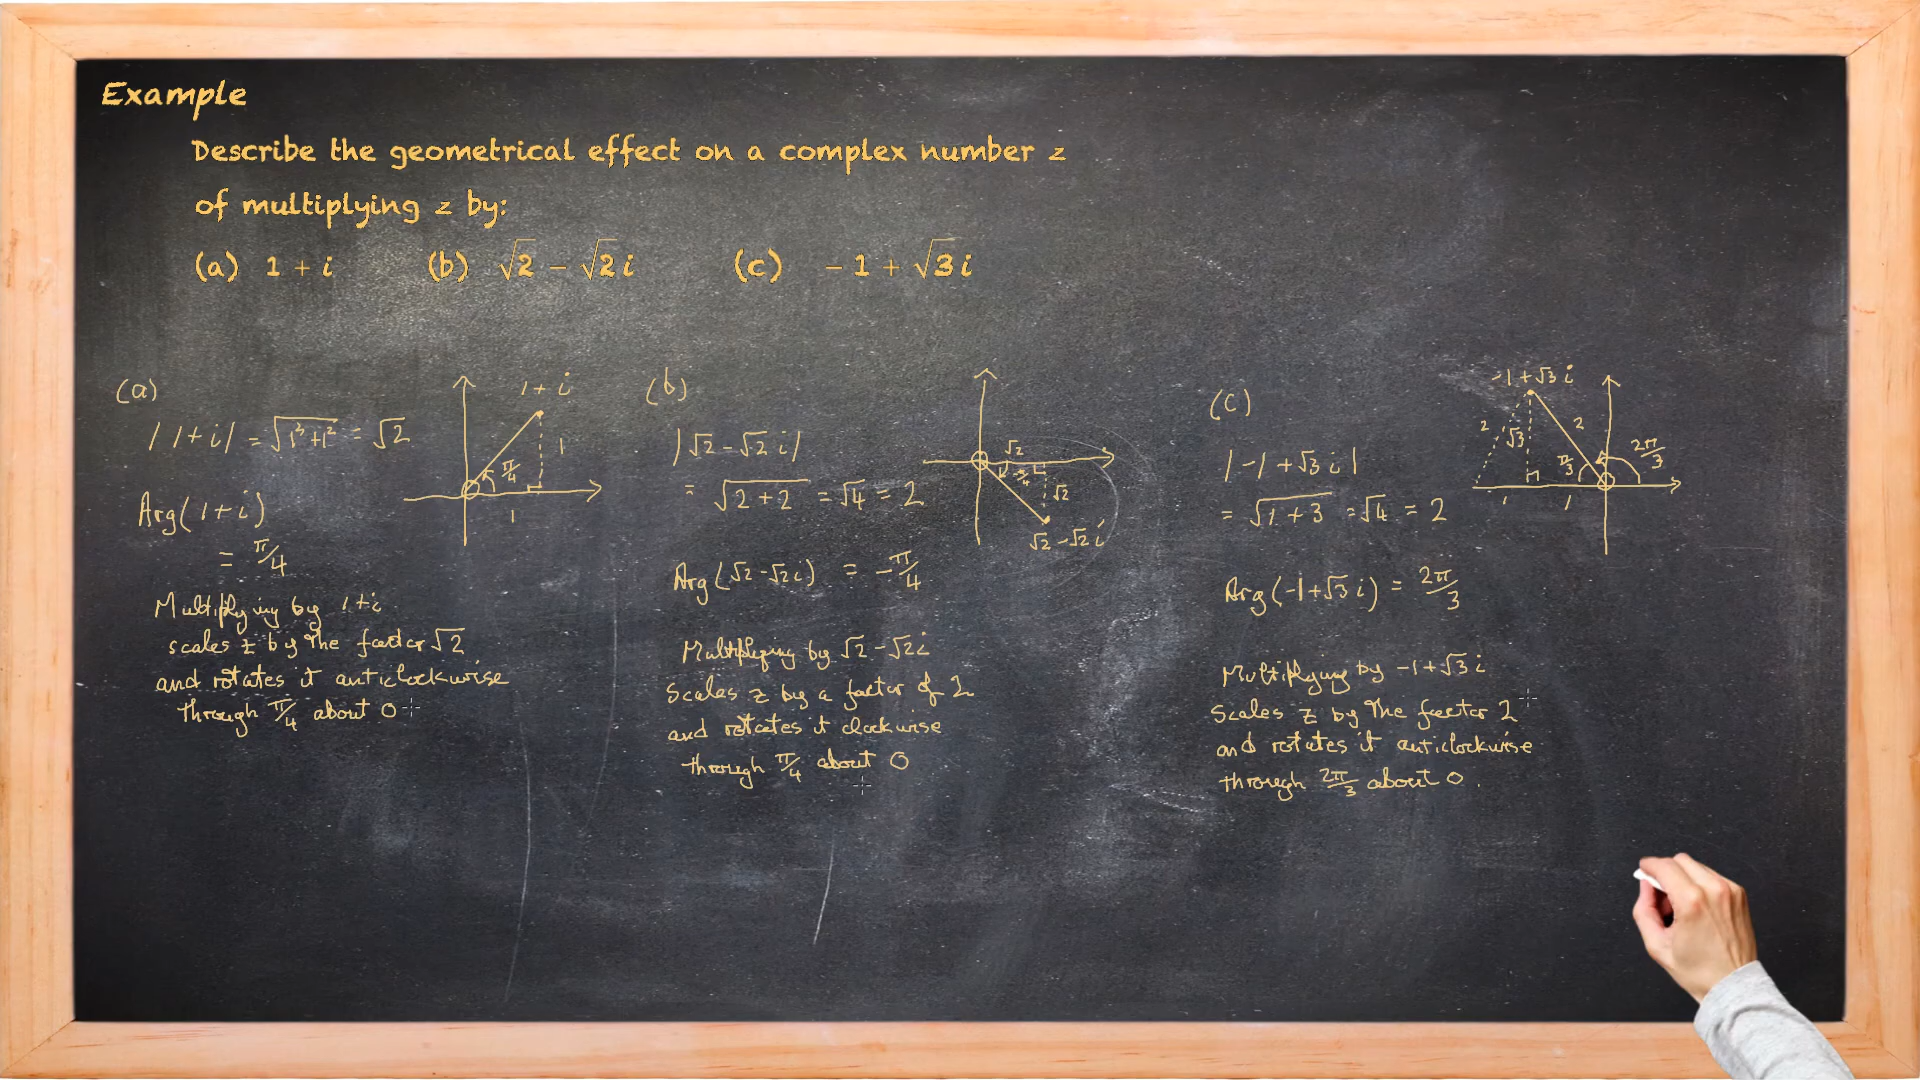 Example
Describe the geometrical effect on a complex number z
of multiplying z by:
(a) 1 + i (b) √2 − √2 i (c) − 1 + √3 i
(a)
|1+i| = √1²+1² = √2
Arg(1+i)
= π/4
Multiplying by 1+i
scales z by the factor √2
and rotates it anticlockwise
through π/4 about O
1+i
1
π/4
1
(b)
|√2 − √2 i|
= √2+2 = √4 = 2
Arg(√2 − √2 i) = −π/4
Multiplying by √2 − √2 i
scales z by a factor of 2
and rotates it clockwise
through π/4 about O
√2
−π/4
√2
√2 − √2 i
(c)
|−1 + √3 i|
= √1+3 = √4 = 2
Arg(−1+√3 i) = 2π/3
Multiplying by −1+√3 i
Scales z by the factor 2
and rotates it anticlockwise
through 2π/3 about O.
−1+√3 i
2
√3
2
π/3
2π/3
1
1